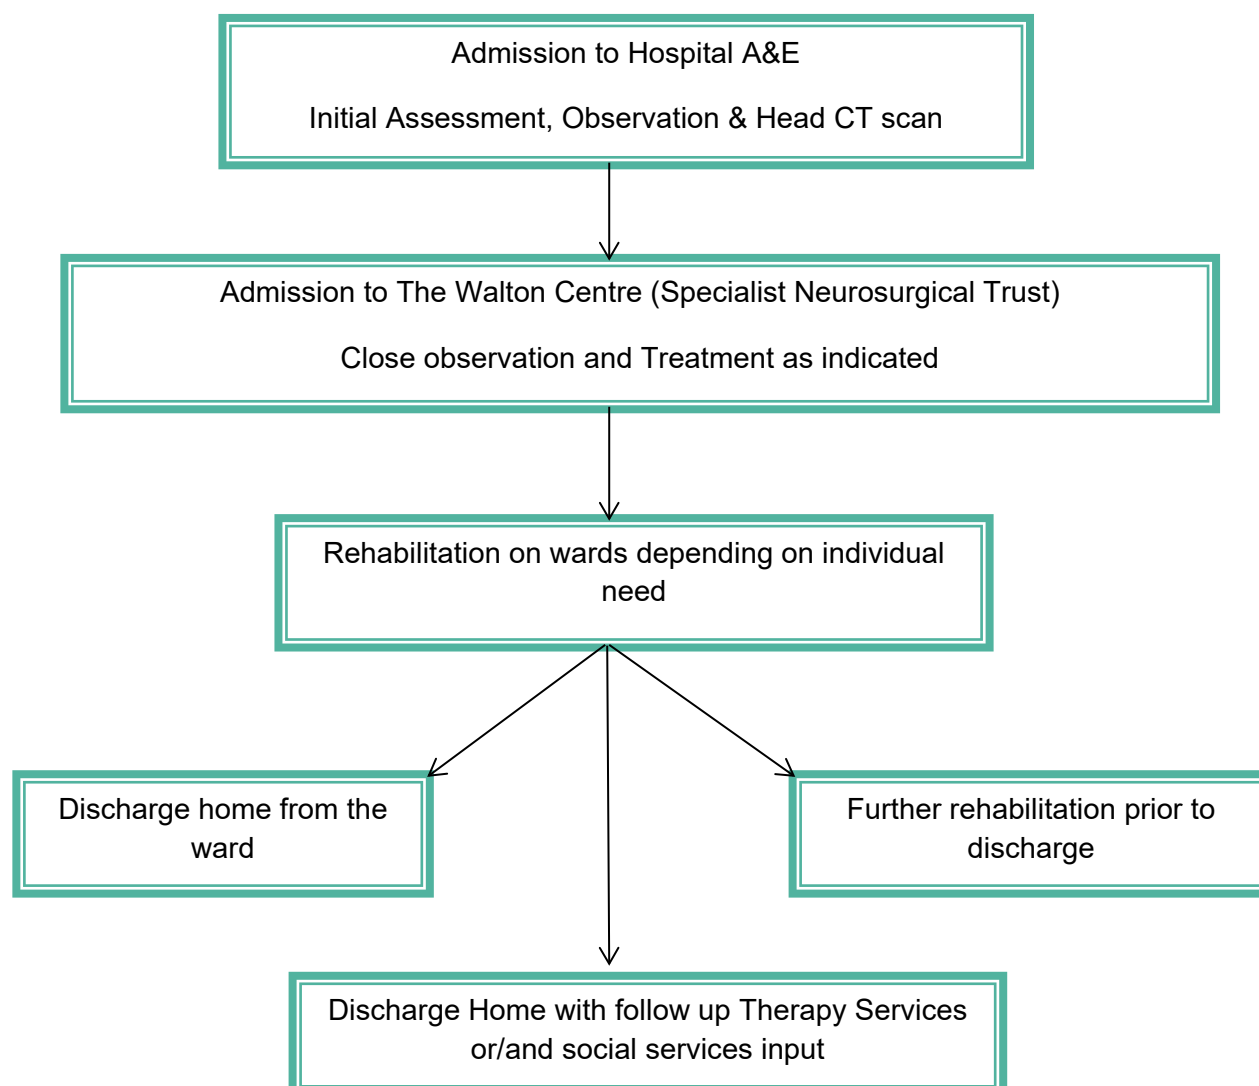 Admission to Hospital A&E
Initial Assessment, Observation & Head CT scan
Admission to The Walton Centre (Specialist Neurosurgical Trust)
Close observation and Treatment as indicated
Rehabilitation on wards depending on individual
need
Discharge home from the
ward
Further rehabilitation prior to
discharge
Discharge Home with follow up Therapy Services
or/and social services input